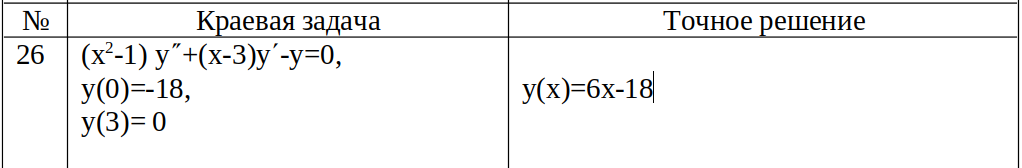 № Краевая задача Точное решение
26 (x²-1) y˝+(x-3)y´-y=0,
y(0)=-18,
y(x)=6x-18
y(3)= 0